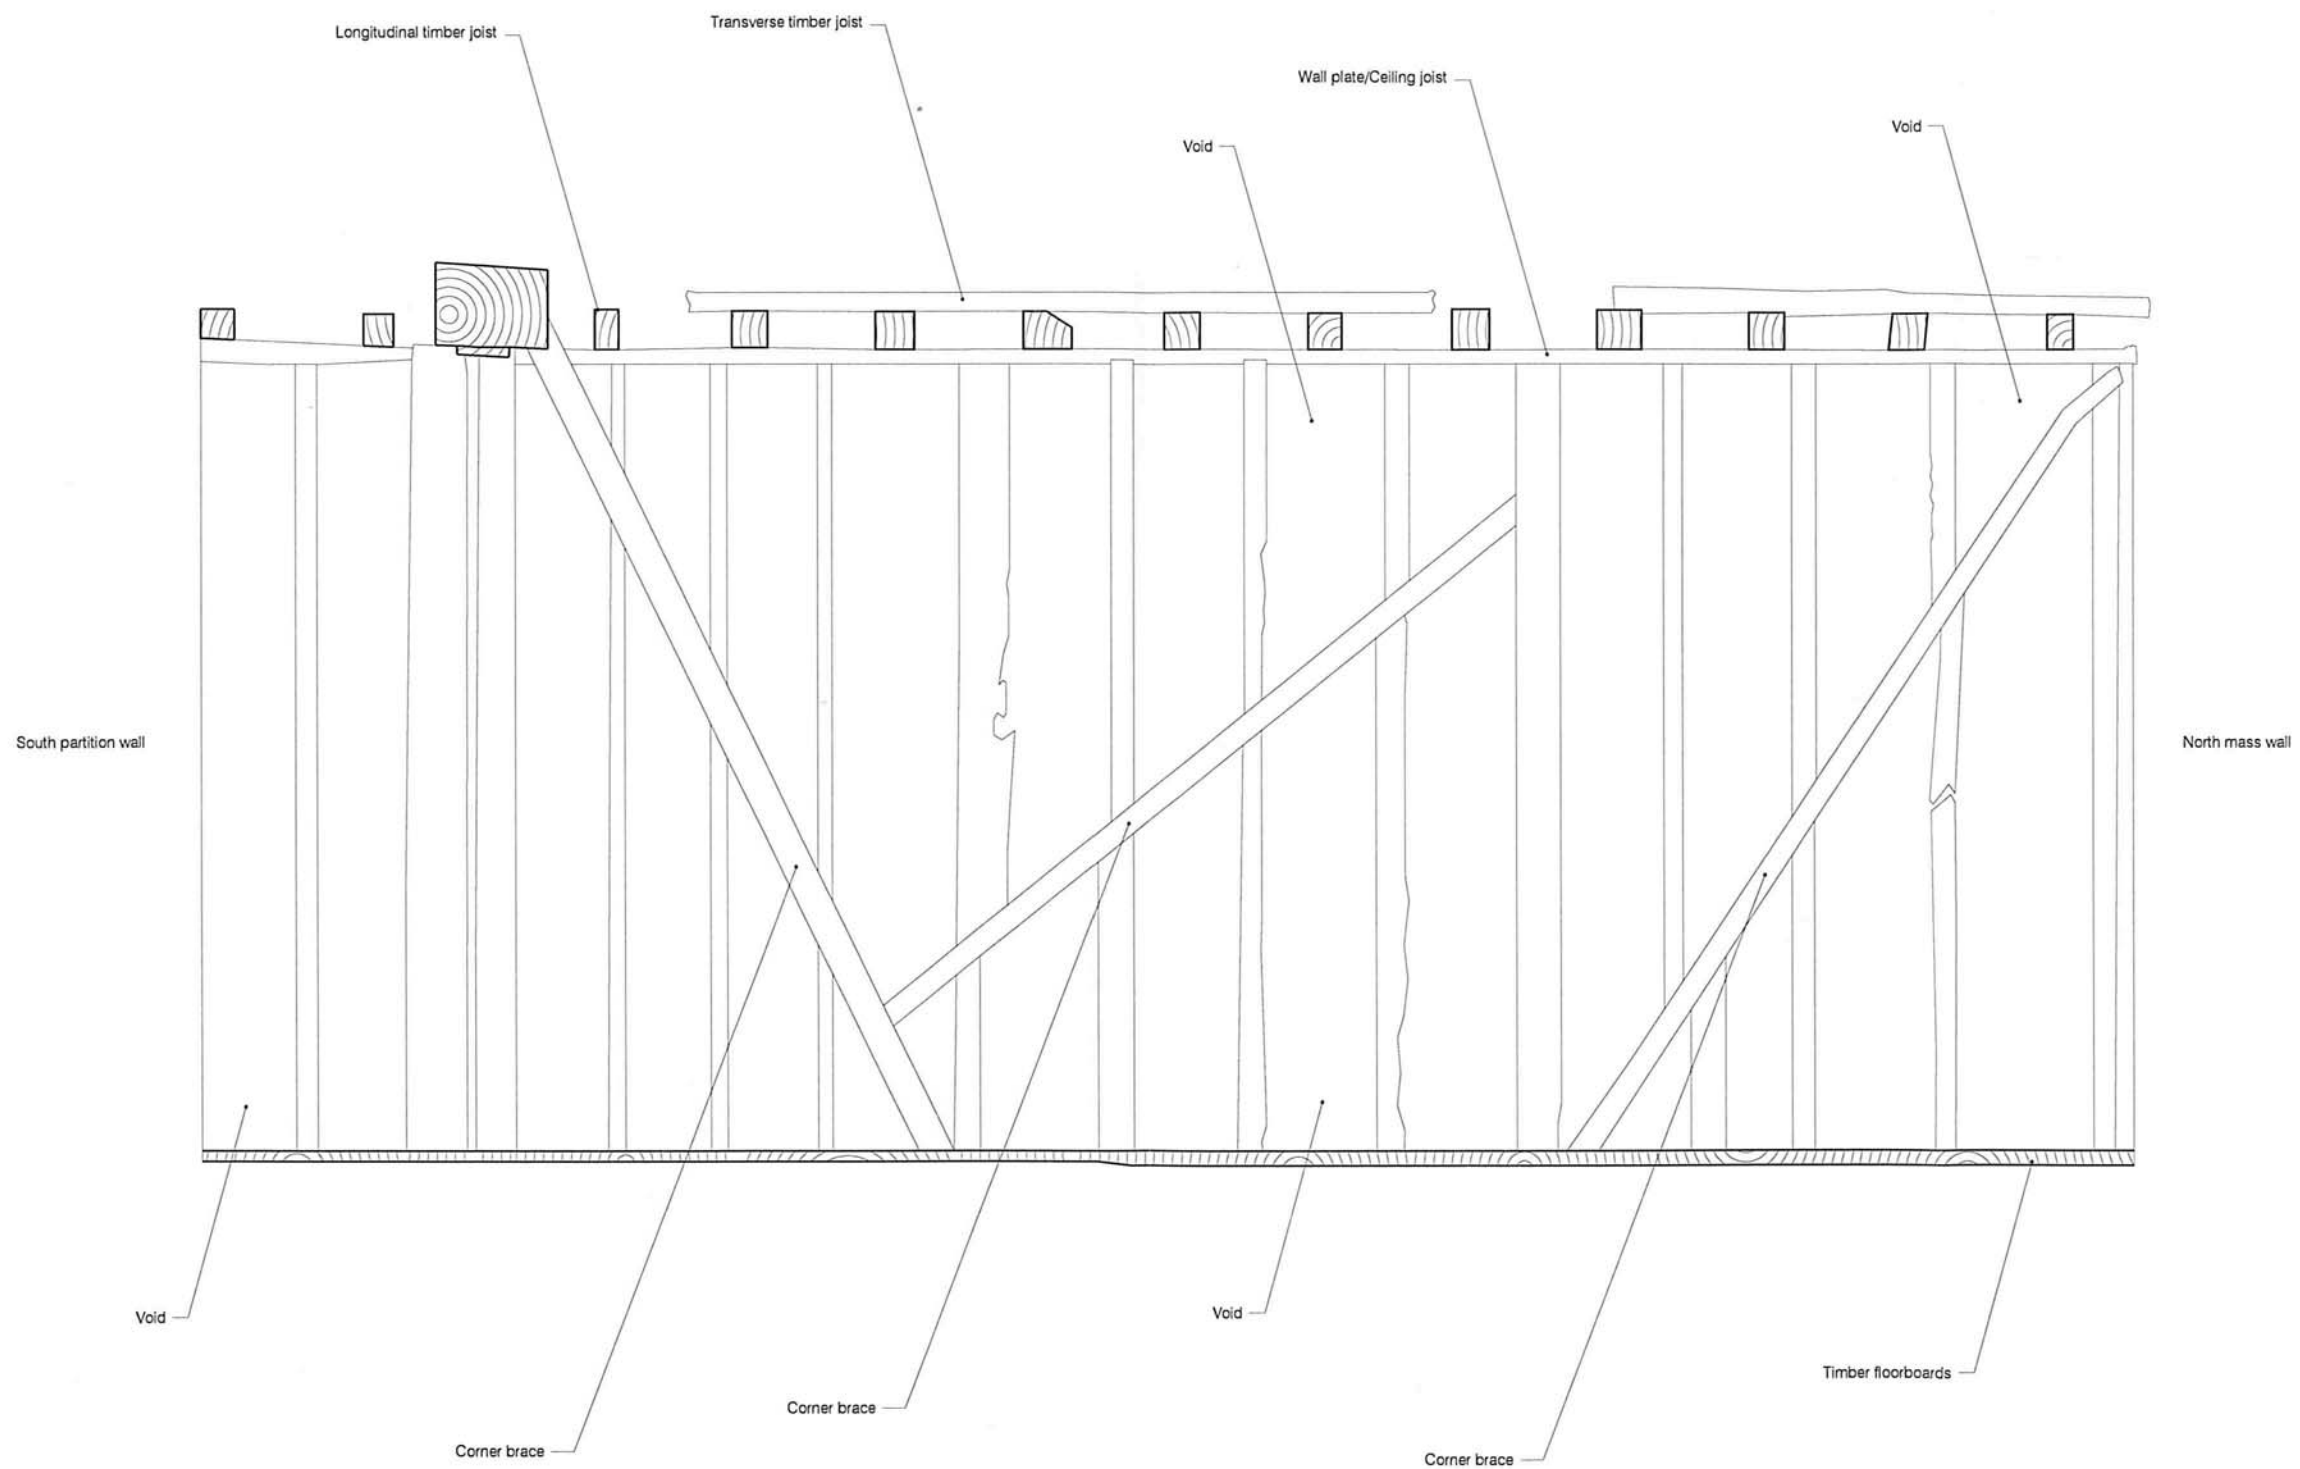 Transverse timber joist
Longitudinal timber joist
Wall plate/Ceiling joist
Void
Void
South partition wall
North mass wall
Void
Void
Timber floorboards
Corner brace
Corner brace
Corner brace